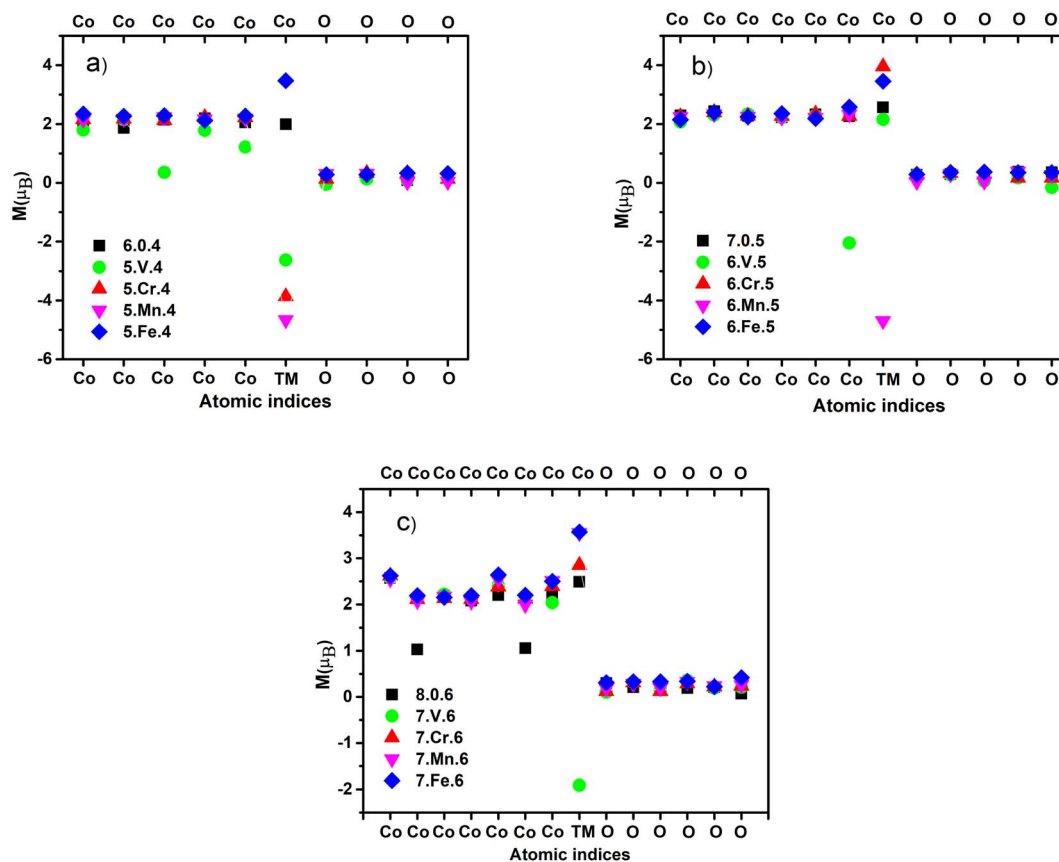 Co Co Co Co Co Co O O O O
a)
M(μB)
4
2
0
-2
-4
-6
6.0.4
5.V.4
5.Cr.4
5.Mn.4
5.Fe.4
Co Co Co Co Co TM O O O O
Atomic indices
Co Co Co Co Co Co Co O O O O O
b)
M(μB)
4
2
0
-2
-4
-6
7.0.5
6.V.5
6.Cr.5
6.Mn.5
6.Fe.5
Co Co Co Co Co Co TM O O O O O
Atomic indices
Co Co Co Co Co Co Co Co O O O O O O
c)
M(μB)
4
3
2
1
0
-1
-2
8.0.6
7.V.6
7.Cr.6
7.Mn.6
7.Fe.6
Co Co Co Co Co Co Co TM O O O O O O
Atomic indices